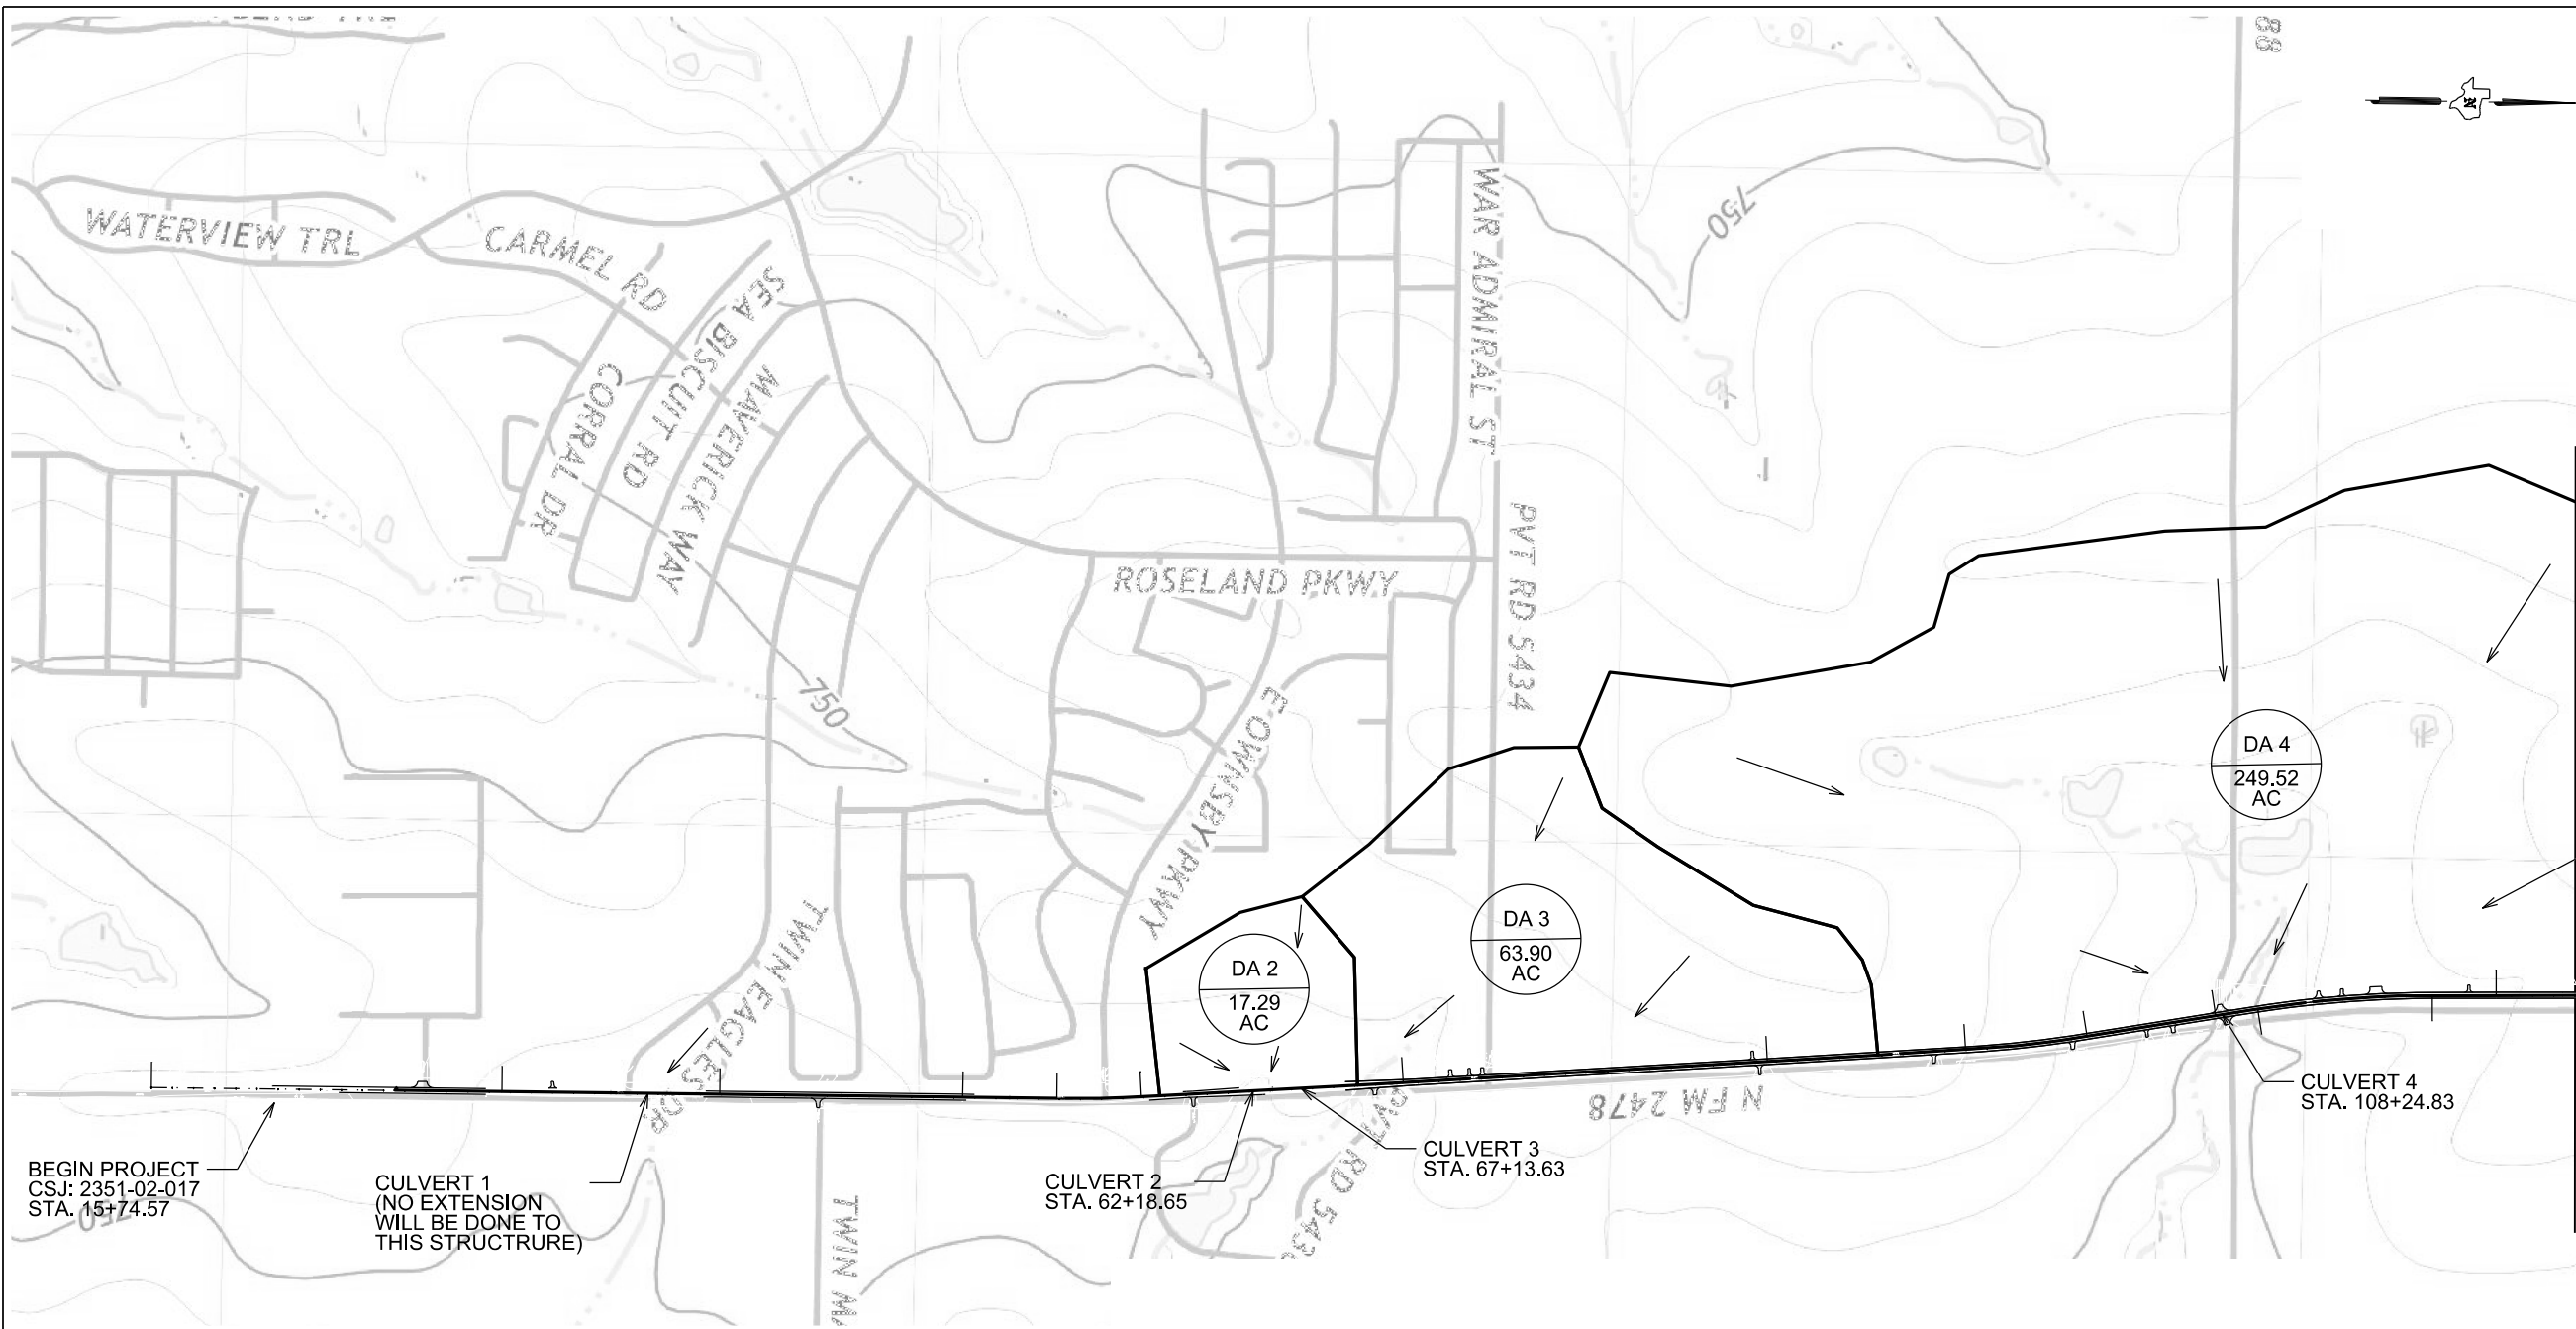 88
N
WATERVIEW TRL
CARMEL RD
SEA BISCUIT RD
MAVERICK WAY
CORRAL DR
WAR ADMIRAL ST
750
PVT RD 5434
ROSELAND PKWY
750
E OWNSBY PKWY
DA 4
249.52
AC
DA 3
63.90
AC
DA 2
17.29
AC
TWIN EAGLES DR
N FM 2478
CULVERT 4
STA. 108+24.83
CULVERT 3
STA. 67+13.63
CULVERT 2
STA. 62+18.65
BEGIN PROJECT
CSJ: 2351-02-017
STA. 15+74.57
750
CULVERT 1
(NO EXTENSION
WILL BE DONE TO
THIS STRUCTRURE)